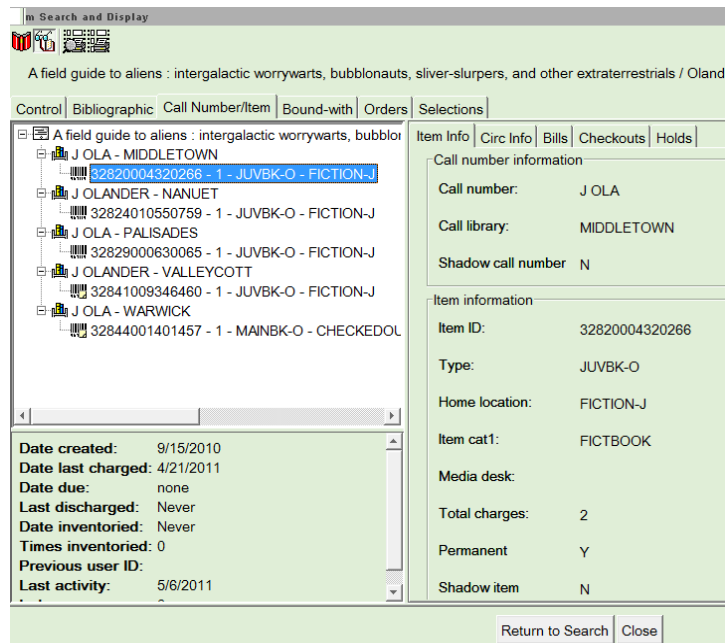 m Search and Display
A field guide to aliens : intergalactic worrywarts, bubblonauts, sliver-slurpers, and other extraterrestrials / Oland
Control Bibliographic Call Number/Item Bound-with Orders Selections
A field guide to aliens : intergalactic worrywarts, bubblor
J OLA - MIDDLETOWN
32820004320266 - 1 - JUVBK-O - FICTION-J
J OLANDER - NANUET
32824010550759 - 1 - JUVBK-O - FICTION-J
J OLA - PALISADES
32829000630065 - 1 - JUVBK-O - FICTION-J
J OLANDER - VALLEYCOTT
32841009346460 - 1 - JUVBK-O - FICTION-J
J OLA - WARWICK
32844001401457 - 1 - MAINBK-O - CHECKEDOU
Date created: 9/15/2010
Date last charged: 4/21/2011
Date due: none
Last discharged: Never
Date inventoried: Never
Times inventoried: 0
Previous user ID:
Last activity: 5/6/2011
Item Info Circ Info Bills Checkouts Holds
Call number information
Call number: J OLA
Call library: MIDDLETOWN
Shadow call number N
Item information
Item ID: 32820004320266
Type: JUVBK-O
Home location: FICTION-J
Item cat1: FICTBOOK
Media desk:
Total charges: 2
Permanent Y
Shadow item N
Return to Search Close